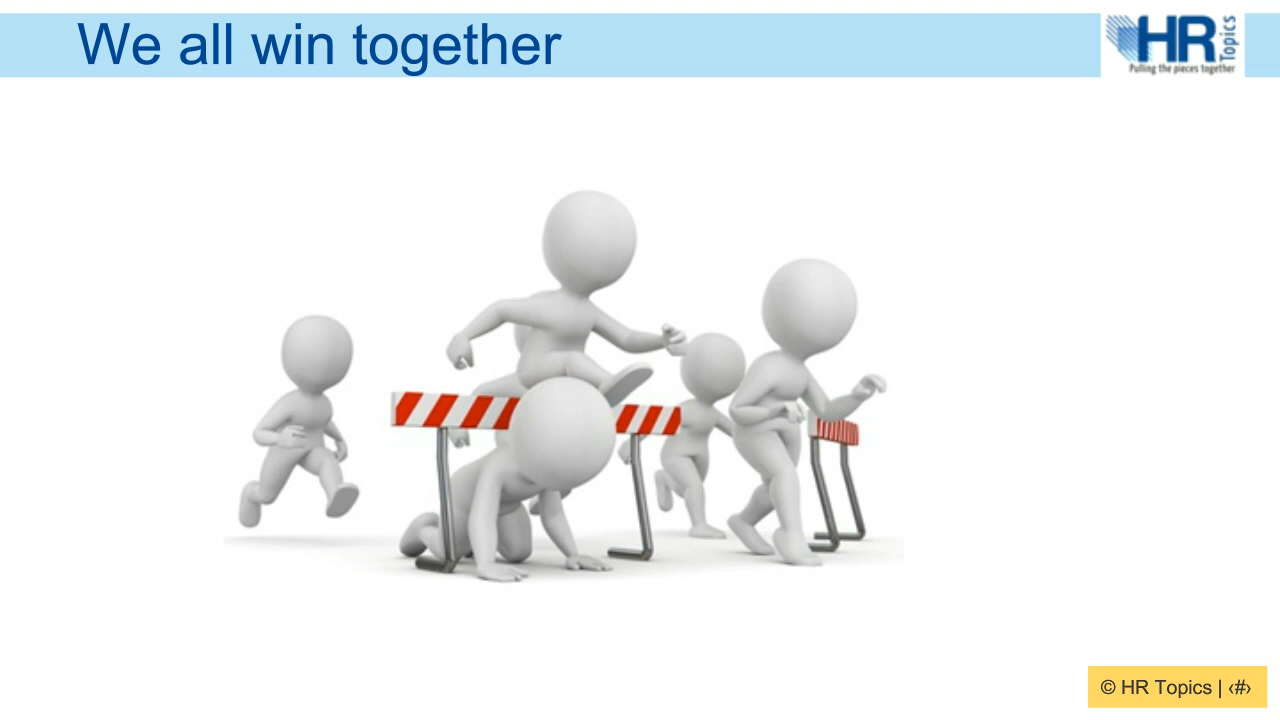 We all win together
HR Topics
Pulling the pieces together
© HR Topics | ‹#›